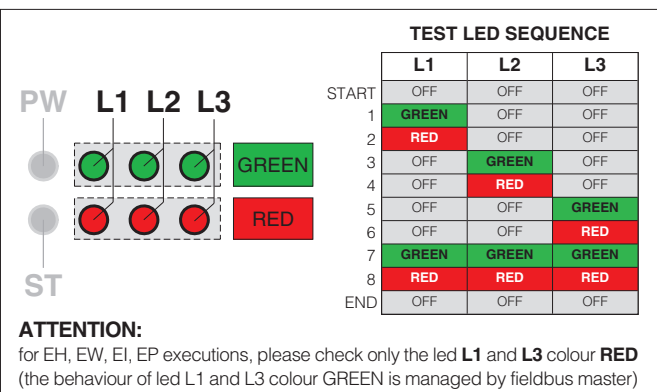 TEST LED SEQUENCE
L1 L2 L3
START OFF OFF OFF
1 GREEN OFF OFF
2 RED OFF OFF
3 OFF GREEN OFF
4 OFF RED OFF
5 OFF OFF GREEN
6 OFF OFF RED
7 GREEN GREEN GREEN
8 RED RED RED
END OFF OFF OFF
PW L1 L2 L3
GREEN
RED
ST
ATTENTION:
for EH, EW, EI, EP executions, please check only the led L1 and L3 colour RED
(the behaviour of led L1 and L3 colour GREEN is managed by fieldbus master)